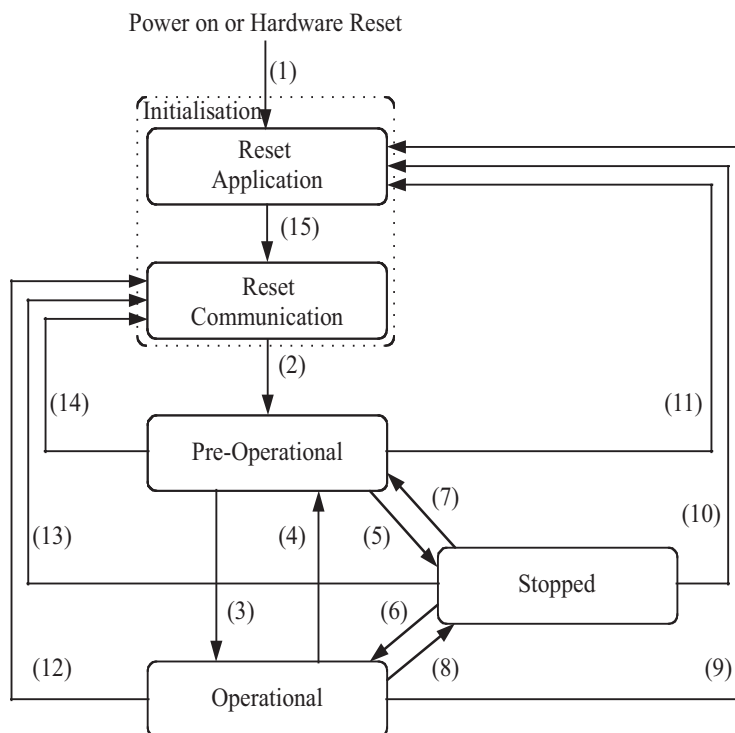 Power on or Hardware Reset
(1)
Initialisation
Reset
Application
(15)
Reset
Communication
(2)
(14)
(11)
Pre-Operational
(7)
(13)
(4)
(5)
(10)
Stopped
(3)
(6)
(12)
(8)
(9)
Operational